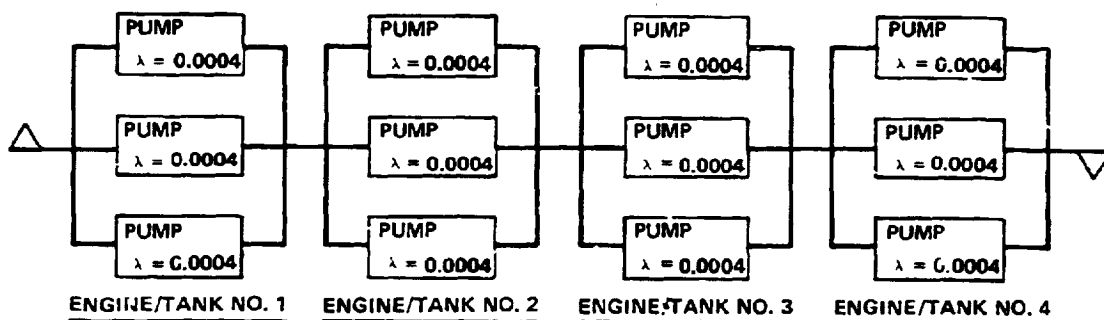 PUMP PUMP PUMP PUMP
λ = 0.0004 λ = 0.0004 λ = 0.0004 λ = 0.0004
PUMP PUMP PUMP PUMP
λ = 0.0004 λ = 0.0004 λ = 0.0004 λ = 0.0004
PUMP PUMP PUMP PUMP
λ = 0.0004 λ = 0.0004 λ = 0.0004 λ = 0.0004
ENGINE/TANK NO. 1 ENGINE/TANK NO. 2 ENGINE/TANK NO. 3 ENGINE/TANK NO. 4